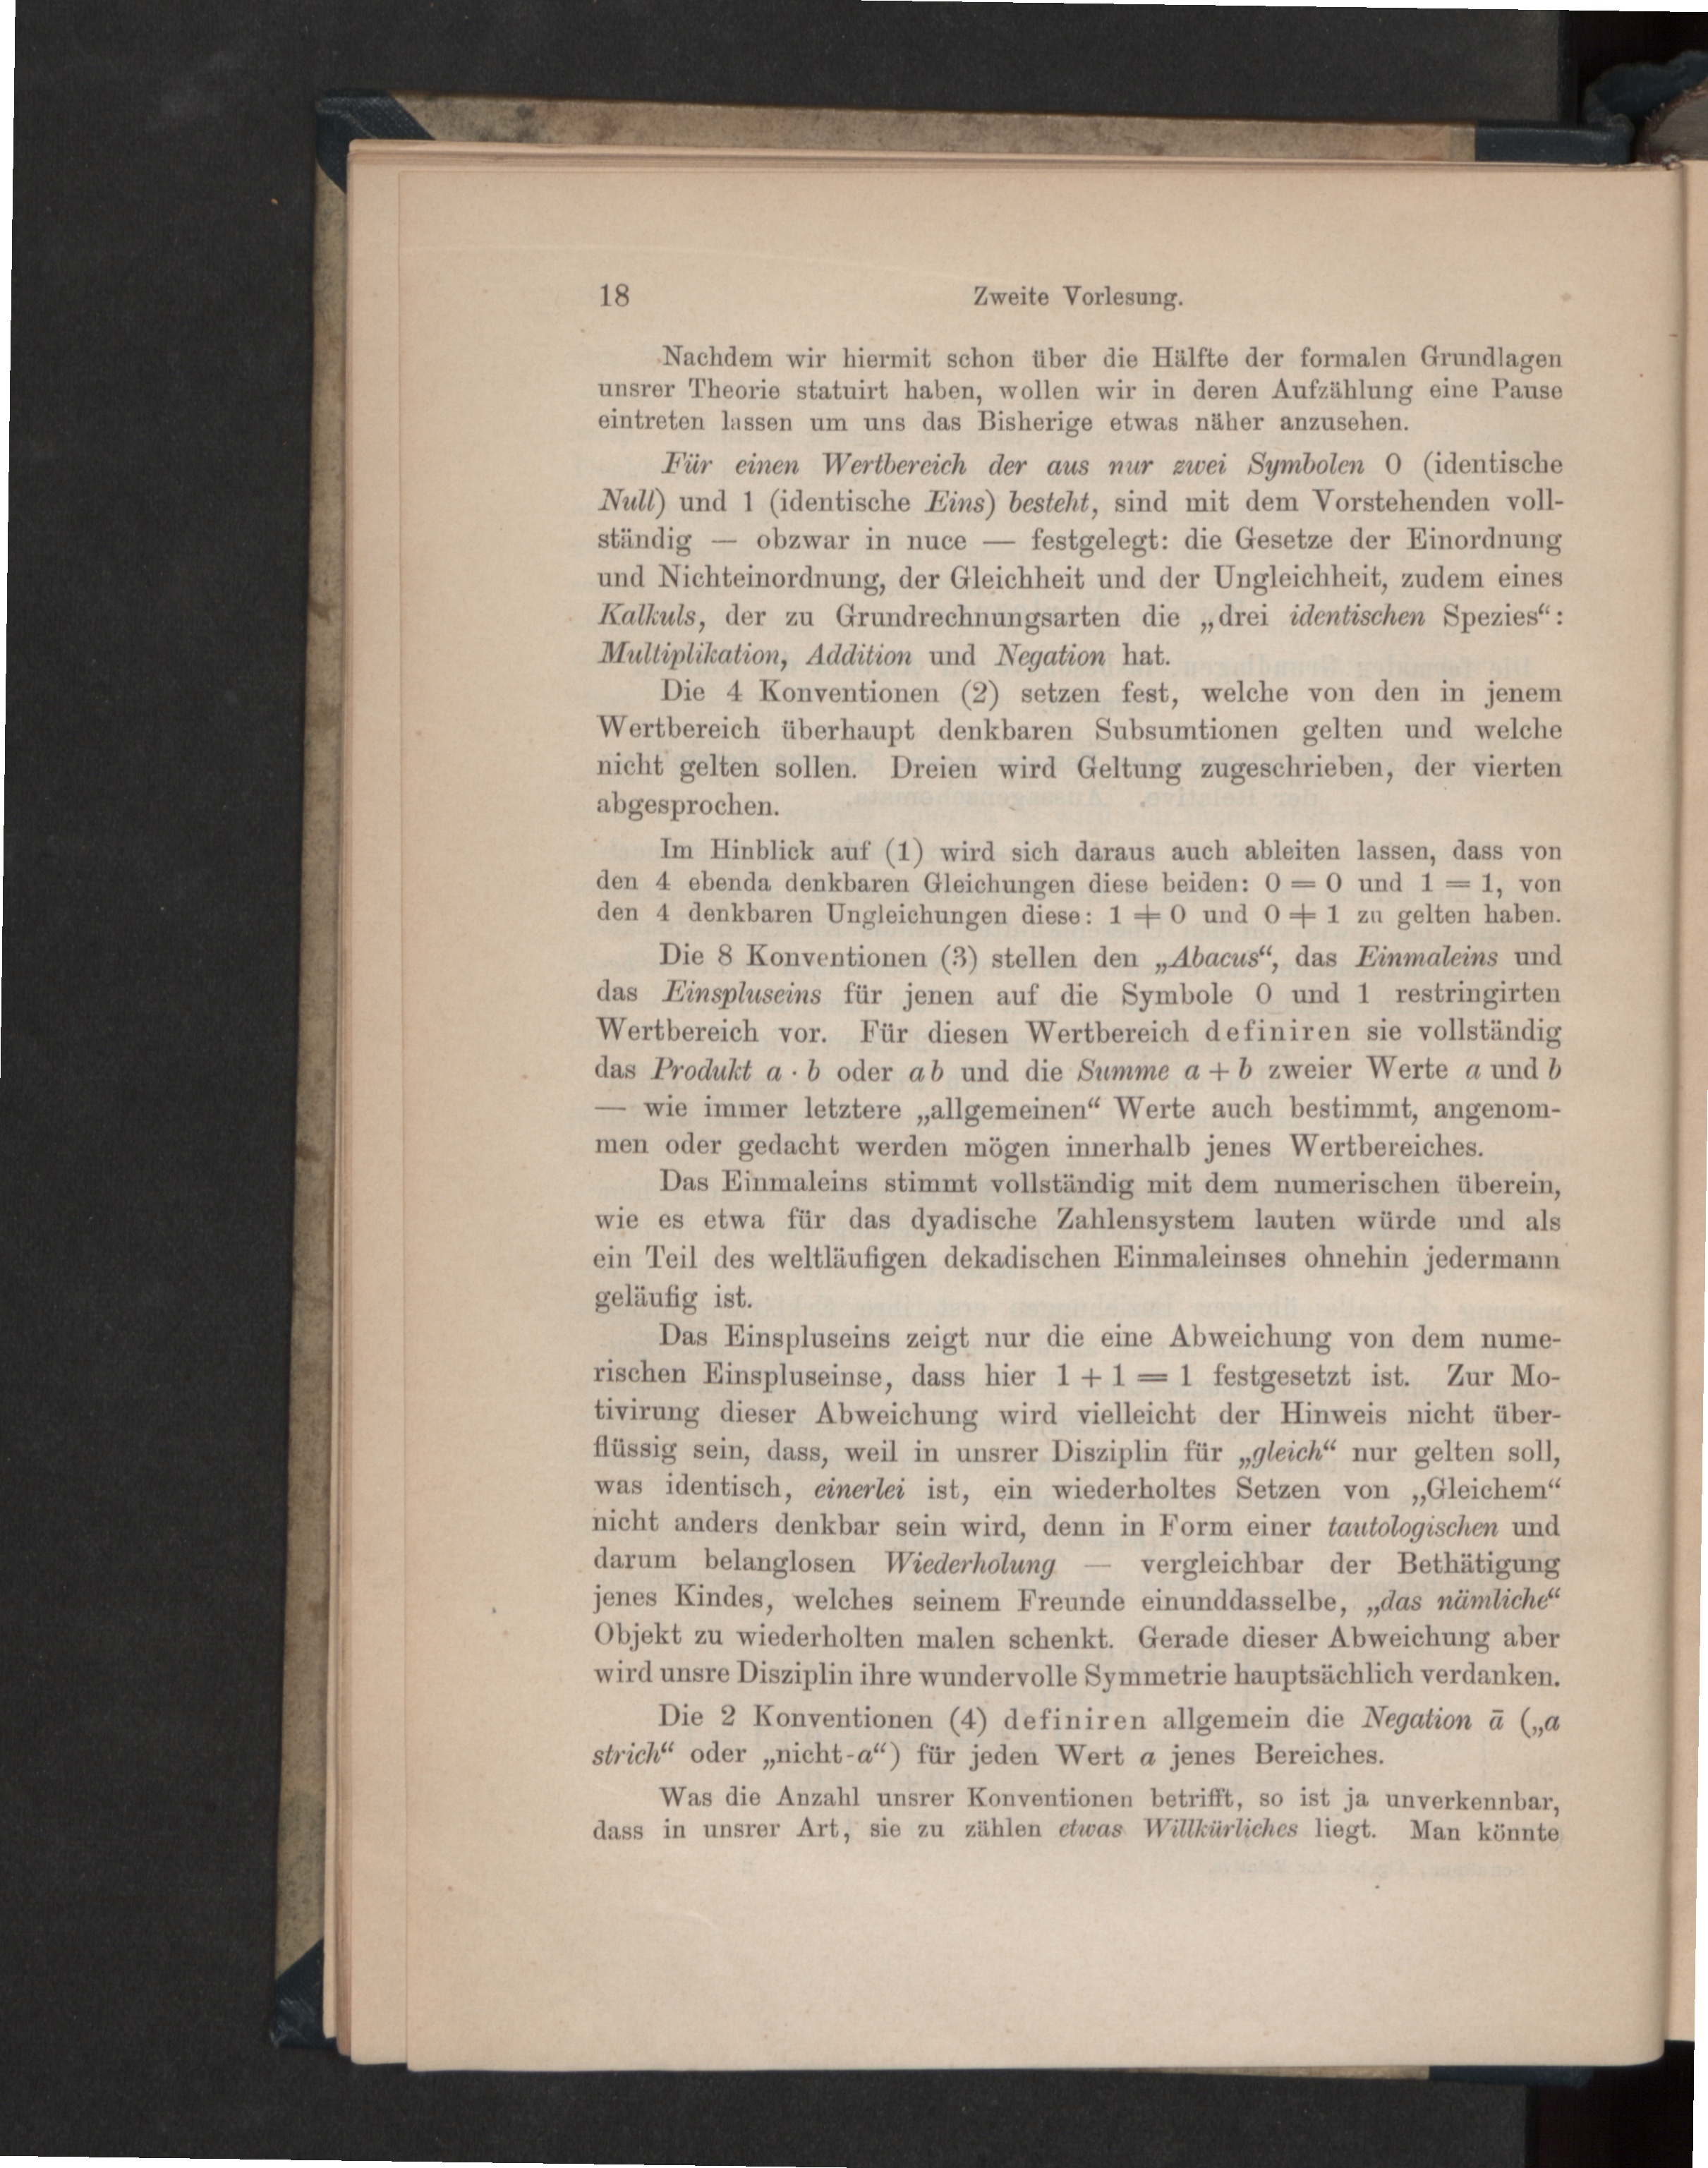 18 Zweite Vorlesung.
Nachdem wir hiermit schon über die Hälfte der formalen Grundlagen
unsrer Theorie statuirt haben, wollen wir in deren Aufzählung eine Pause
eintreten lassen um uns das Bisherige etwas näher anzusehen.
Für einen Wertbereich der aus nur zwei Symbolen 0 (identische
Null) und 1 (identische Eins) besteht, sind mit dem Vorstehenden voll-
ständig — obzwar in nuce — festgelegt: die Gesetze der Einordnung
und Nichteinordnung, der Gleichheit und der Ungleichheit, zudem eines
Kalkuls, der zu Grundrechnungsarten die „drei identischen Spezies“:
Multiplikation, Addition und Negation hat.
Die 4 Konventionen (2) setzen fest, welche von den in jenem
Wertbereich überhaupt denkbaren Subsumtionen gelten und welche
nicht gelten sollen. Dreien wird Geltung zugeschrieben, der vierten
abgesprochen.
Im Hinblick auf (1) wird sich daraus auch ableiten lassen, dass von
den 4 ebenda denkbaren Gleichungen diese beiden: 0 = 0 und 1 = 1, von
den 4 denkbaren Ungleichungen diese: 1 ≠ 0 und 0 ≠ 1 zu gelten haben.
Die 8 Konventionen (3) stellen den „Abacus“, das Einmaleins und
das Einspluseins für jenen auf die Symbole 0 und 1 restringirten
Wertbereich vor. Für diesen Wertbereich definiren sie vollständig
das Produkt a · b oder ab und die Summe a + b zweier Werte a und b
— wie immer letztere „allgemeinen“ Werte auch bestimmt, angenom-
men oder gedacht werden mögen innerhalb jenes Wertbereiches.
Das Einmaleins stimmt vollständig mit dem numerischen überein,
wie es etwa für das dyadische Zahlensystem lauten würde und als
ein Teil des weltläufigen dekadischen Einmaleinses ohnehin jedermann
geläufig ist.
Das Einspluseins zeigt nur die eine Abweichung von dem nume-
rischen Einspluseinse, dass hier 1 + 1 = 1 festgesetzt ist. Zur Mo-
tivirung dieser Abweichung wird vielleicht der Hinweis nicht über-
flüssig sein, dass, weil in unsrer Disziplin für „gleich“ nur gelten soll,
was identisch, einerlei ist, ein wiederholtes Setzen von „Gleichem“
nicht anders denkbar sein wird, denn in Form einer tautologischen und
darum belanglosen Wiederholung — vergleichbar der Bethätigung
jenes Kindes, welches seinem Freunde einunddasselbe, „das nämliche“
Objekt zu wiederholten malen schenkt. Gerade dieser Abweichung aber
wird unsre Disziplin ihre wundervolle Symmetrie hauptsächlich verdanken.
Die 2 Konventionen (4) definiren allgemein die Negation ā („a
strich“ oder „nicht-a“) für jeden Wert a jenes Bereiches.
Was die Anzahl unsrer Konventionen betrifft, so ist ja unverkennbar,
dass in unsrer Art, sie zu zählen etwas Willkürliches liegt. Man könnte